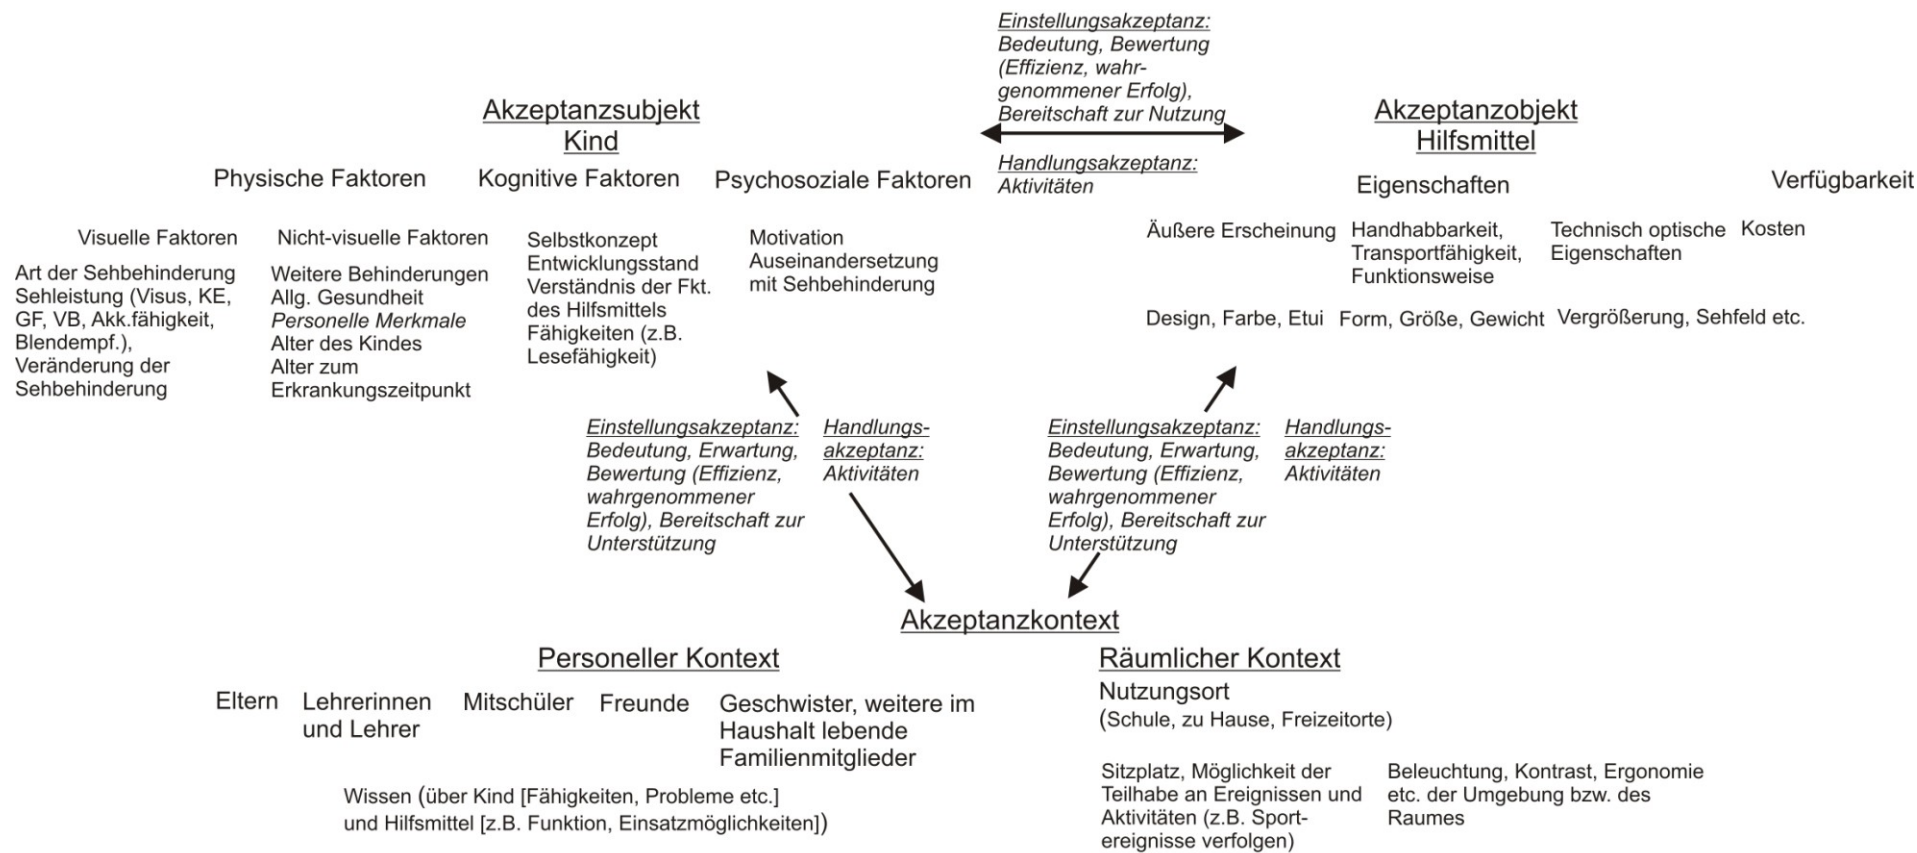 Einstellungsakzeptanz:
Bedeutung, Bewertung
(Effizienz, wahr-
genommener Erfolg),
Bereitschaft zur Nutzung
Handlungsakzeptanz:
Aktivitäten
Akzeptanzsubjekt
Kind
Physische Faktoren
Kognitive Faktoren
Psychosoziale Faktoren
Visuelle Faktoren
Art der Sehbehinderung
Sehleistung (Visus, KE,
GF, VB, Akk.fähigkeit,
Blendempf.),
Veränderung der
Sehbehinderung
Nicht-visuelle Faktoren
Weitere Behinderungen
Allg. Gesundheit
Personelle Merkmale
Alter des Kindes
Alter zum
Erkrankungszeitpunkt
Selbstkonzept
Entwicklungsstand
Verständnis der Fkt.
des Hilfsmittels
Fähigkeiten (z.B.
Lesefähigkeit)
Motivation
Auseinandersetzung
mit Sehbehinderung
Akzeptanzobjekt
Hilfsmittel
Eigenschaften
Verfügbarkeit
Äußere Erscheinung
Handhabbarkeit,
Transportfähigkeit,
Funktionsweise
Technisch optische
Eigenschaften
Kosten
Design, Farbe, Etui
Form, Größe, Gewicht
Vergrößerung, Sehfeld etc.
Einstellungsakzeptanz:
Bedeutung, Erwartung,
Bewertung (Effizienz,
wahrgenommener
Erfolg), Bereitschaft zur
Unterstützung
Handlungs-
akzeptanz:
Aktivitäten
Einstellungsakzeptanz:
Bedeutung, Erwartung,
Bewertung (Effizienz,
wahrgenommener
Erfolg), Bereitschaft zur
Unterstützung
Handlungs-
akzeptanz:
Aktivitäten
Akzeptanzkontext
Personeller Kontext
Eltern
Lehrerinnen
und Lehrer
Mitschüler
Freunde
Geschwister, weitere im
Haushalt lebende
Familienmitglieder
Wissen (über Kind [Fähigkeiten, Probleme etc.]
und Hilfsmittel [z.B. Funktion, Einsatzmöglichkeiten])
Räumlicher Kontext
Nutzungsort
(Schule, zu Hause, Freizeitorte)
Sitzplatz, Möglichkeit der
Teilhabe an Ereignissen und
Aktivitäten (z.B. Sport-
ereignisse verfolgen)
Beleuchtung, Kontrast, Ergonomie
etc. der Umgebung bzw. des
Raumes